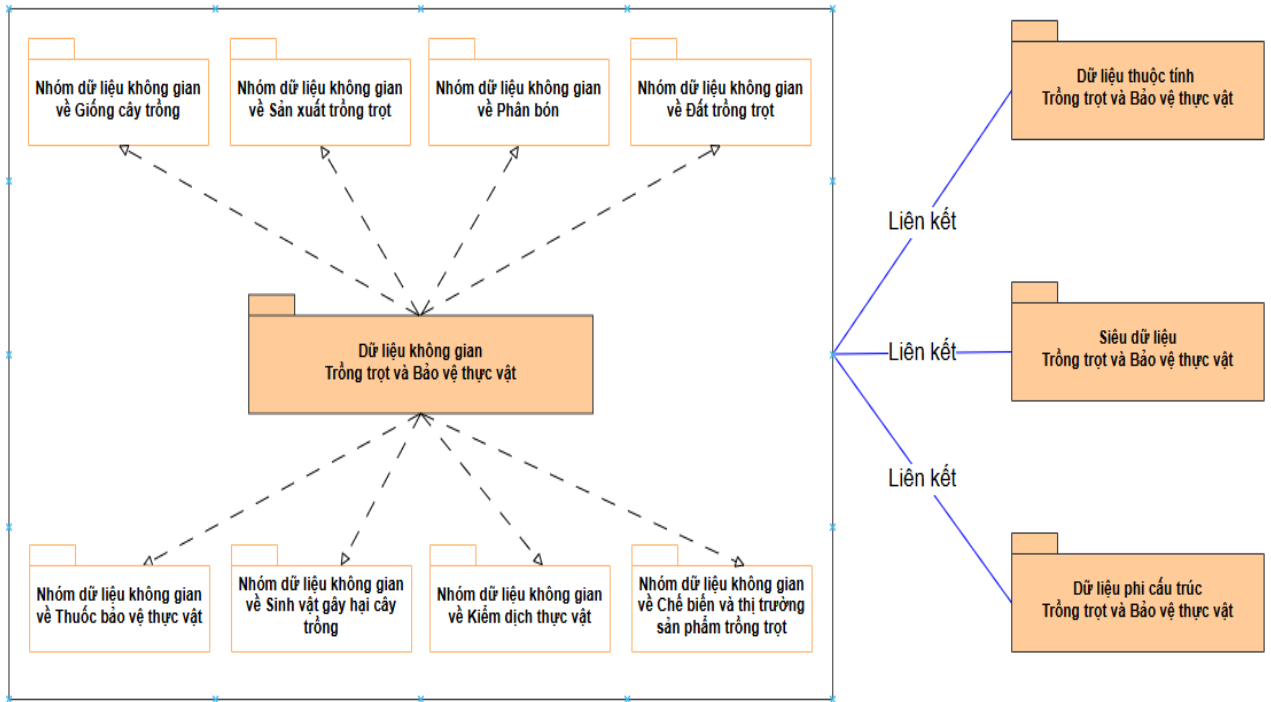 Nhóm dữ liệu không gian
về Giống cây trồng
Nhóm dữ liệu không gian
về Sản xuất trồng trọt
Nhóm dữ liệu không gian
về Phân bón
Nhóm dữ liệu không gian
về Đất trồng trọt
Dữ liệu không gian
Trồng trọt và Bảo vệ thực vật
Nhóm dữ liệu không gian
về Thuốc bảo vệ thực vật
Nhóm dữ liệu không gian
về Sinh vật gây hại cây
trồng
Nhóm dữ liệu không gian
về Kiểm dịch thực vật
Nhóm dữ liệu không gian
về Chế biến và thị trường
sản phẩm trồng trọt
Liên kết
Liên kết
Liên kết
Dữ liệu thuộc tính
Trồng trọt và Bảo vệ thực vật
Siêu dữ liệu
Trồng trọt và Bảo vệ thực vật
Dữ liệu phi cấu trúc
Trồng trọt và Bảo vệ thực vật